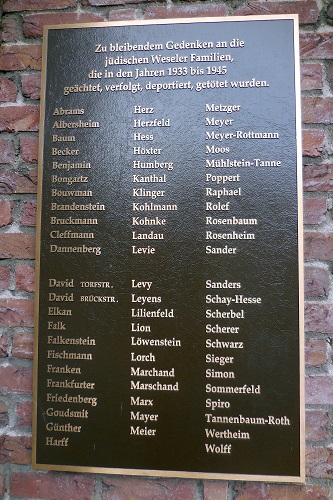 Zu bleibendem Gedenken an die
jüdischen Weseler Familien,
die in den Jahren 1933 bis 1945
geächtet, verfolgt, deportiert, getötet wurden.
Abrams
Albersheim
Baum
Becker
Benjamin
Bongartz
Bouwman
Brandenstein
Bruckmann
Cleffmann
Dannenberg
David TORFSTR.
David BRÜCKSTR.
Elkan
Falk
Falkenstein
Fischmann
Franken
Frankfurter
Friedenberg
Goudsmit
Günther
Harff
Herz
Herzfeld
Hess
Höxter
Humberg
Kanthal
Klinger
Kohlmann
Kohnke
Landau
Levie
Levy
Leyens
Lilienfeld
Lion
Löwenstein
Lorch
Marchand
Marschand
Marx
Mayer
Meier
Metzger
Meyer
Meyer-Rottmann
Moos
Mühlstein-Tanne
Poppert
Raphael
Rolef
Rosenbaum
Rosenheim
Sander
Sanders
Schay-Hesse
Scherbel
Scherer
Schwarz
Sieger
Simon
Sommerfeld
Spiro
Tannenbaum-Roth
Wertheim
Wolff